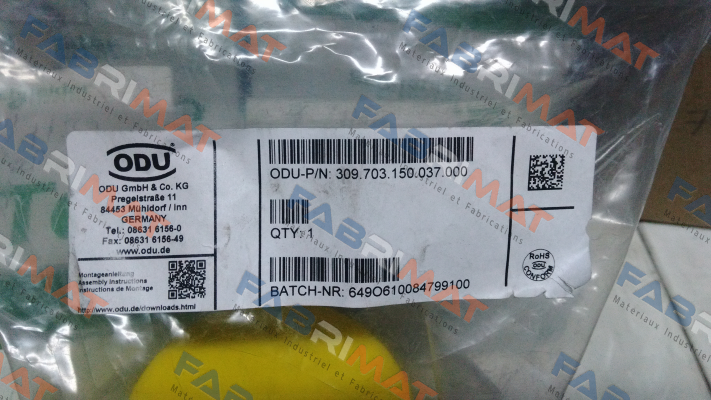 ODU
ODU GmbH & Co. KG
Pregelstraße 11
84453 Mühldorf / Inn
GERMANY
Tel.: 08631 6156-0
Fax: 08631 6156-49
www.odu.de
Montageanleitung
Assembly Instructions
Instructions de Montage
http://www.odu.de/downloads.html
ODU-P/N: 309.703.150.037.000
QTY: 1
BATCH-NR: 649O610084799100
RoHS
ODU
CONFORM
FABRIMAT
Materiaux Industriel et Fabrications